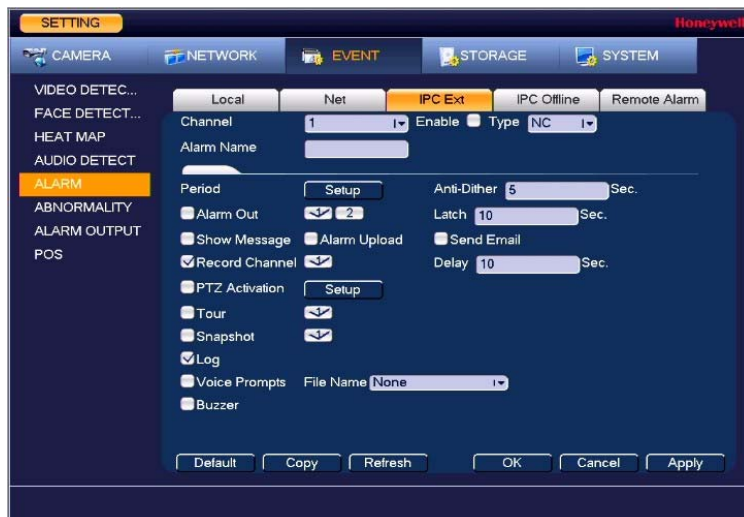 SETTING
Honeywell
CAMERA NETWORK EVENT STORAGE SYSTEM
VIDEO DETEC...
FACE DETECT...
HEAT MAP
AUDIO DETECT
ALARM
ABNORMALITY
ALARM OUTPUT
POS
Local Net IPC Ext IPC Offline Remote Alarm
Channel 1 Enable Type NC
Alarm Name
Period Setup Anti-Dither 5 Sec.
Alarm Out 1 2 Latch 10 Sec.
Show Message Alarm Upload Send Email
Record Channel 1 Delay 10 Sec.
PTZ Activation Setup
Tour 1
Snapshot 1
Log
Voice Prompts File Name None
Buzzer
Default Copy Refresh OK Cancel Apply